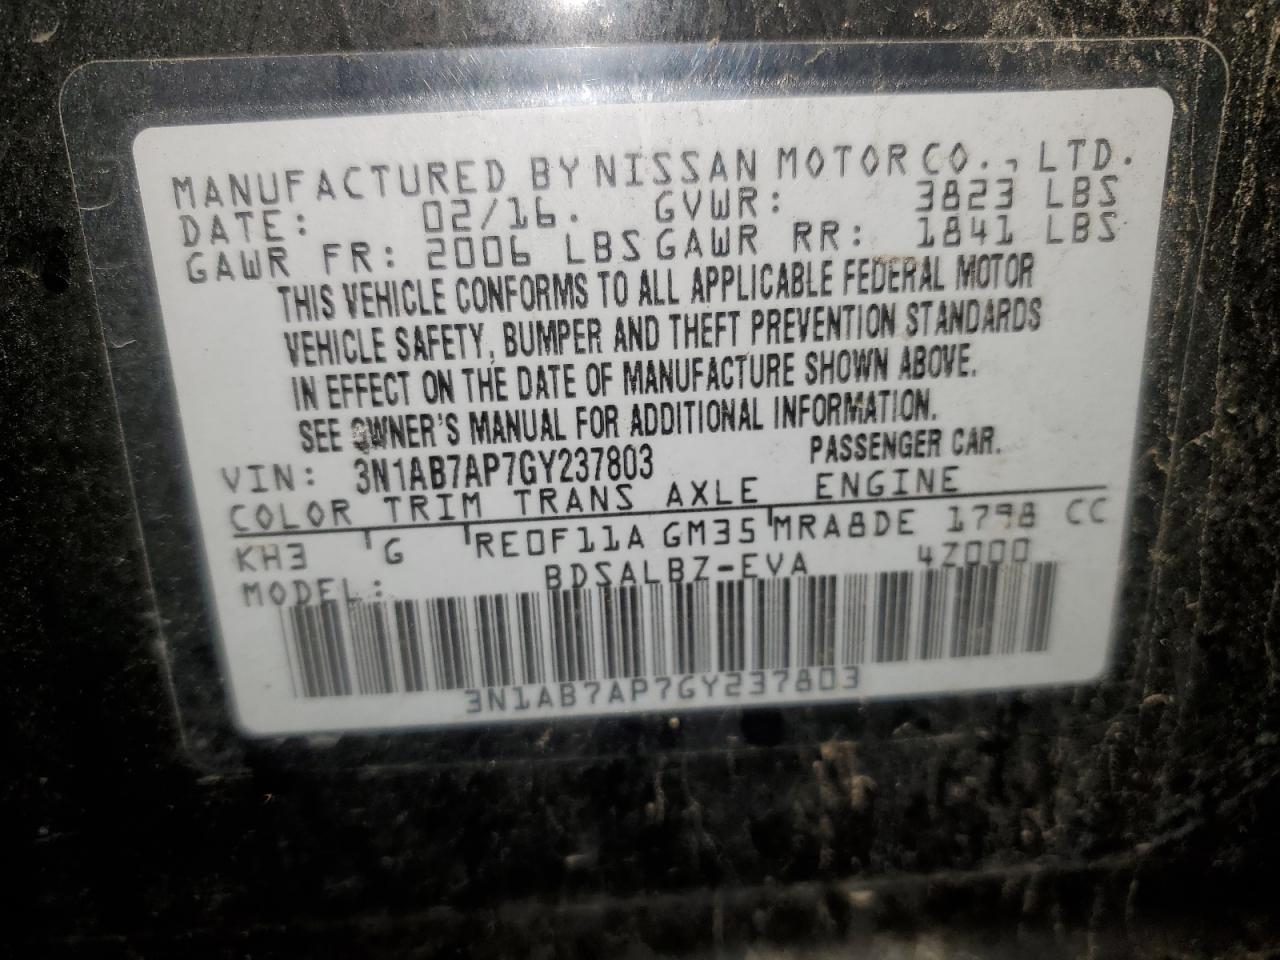 MANUFACTURED BY NISSAN MOTOR CO., LTD.
DATE: 02/16. GVWR: 3823 LBS
GAWR FR: 2006 LBS GAWR RR: 1841 LBS
THIS VEHICLE CONFORMS TO ALL APPLICABLE FEDERAL MOTOR
VEHICLE SAFETY, BUMPER AND THEFT PREVENTION STANDARDS
IN EFFECT ON THE DATE OF MANUFACTURE SHOWN ABOVE.
SEE OWNER'S MANUAL FOR ADDITIONAL INFORMATION.
VIN: 3N1AB7AP7GY237803 PASSENGER CAR.
COLOR TRIM TRANS AXLE ENGINE
KH3 G RE0F11A GM35 MRA8DE 1798 CC
MODEL: BDSALBZ-EVA 4Z000
3N1AB7AP7GY237803